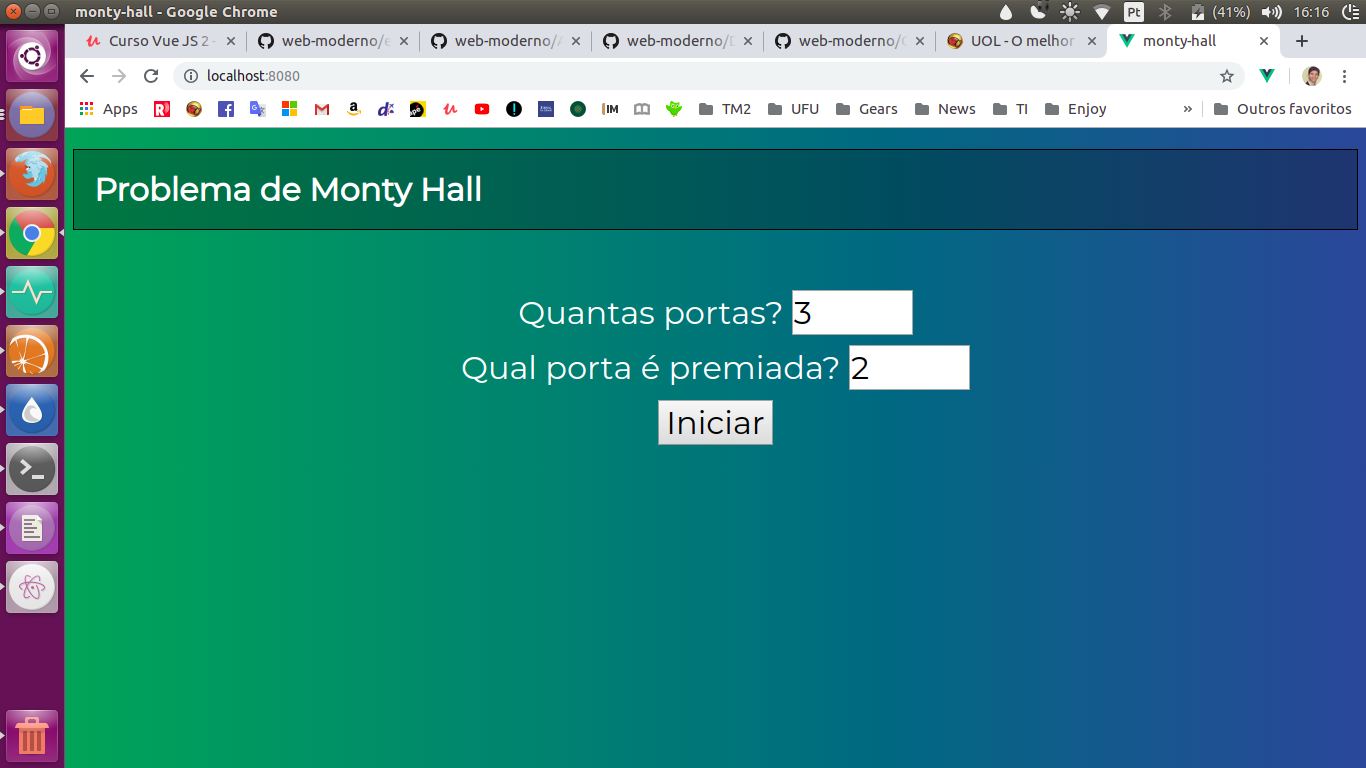 monty-hall - Google Chrome
Pt
(41%)
16:16
Curso Vue JS 2 -
web-moderno/e
web-moderno/
web-moderno/
web-moderno/
UOL - O melhor
monty-hall
localhost:8080
Apps
TM2
UFU
Gears
News
TI
Enjoy
»
Outros favoritos
Problema de Monty Hall
Quantas portas? 3
Qual porta é premiada? 2
Iniciar